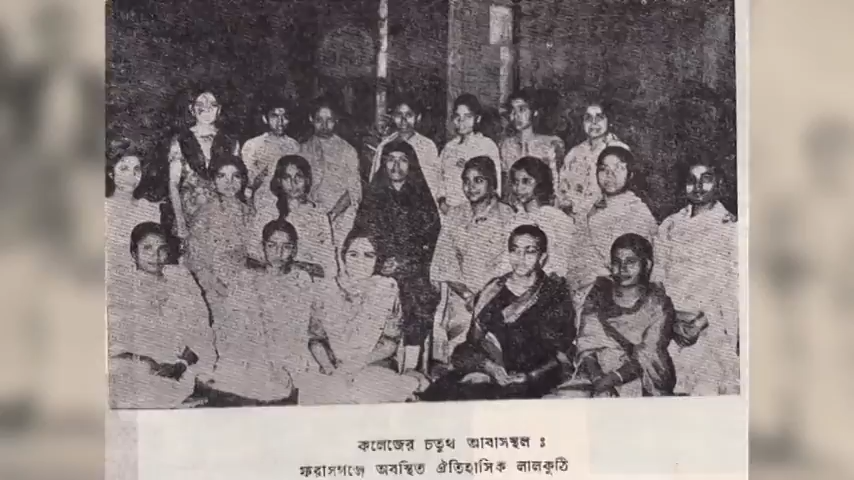 কলেজের চতুথ আবাসস্থল :
ফরাসগঞ্জে অবস্থিত ঐতিহাসিক লালকুঠি